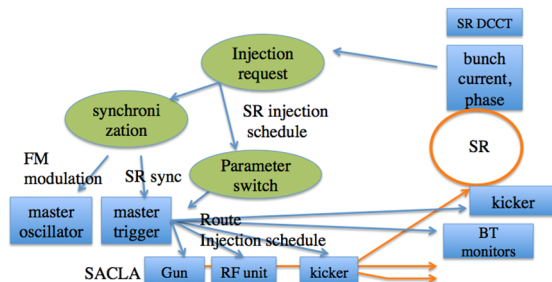 SR DCCT
Injection
request
bunch
current,
phase
synchroni
zation
SR injection
schedule
SR
FM
modulation
SR sync
Parameter
switch
master
oscillator
master
trigger
Route
Injection schedule
kicker
BT
monitors
SACLA
Gun
RF unit
kicker